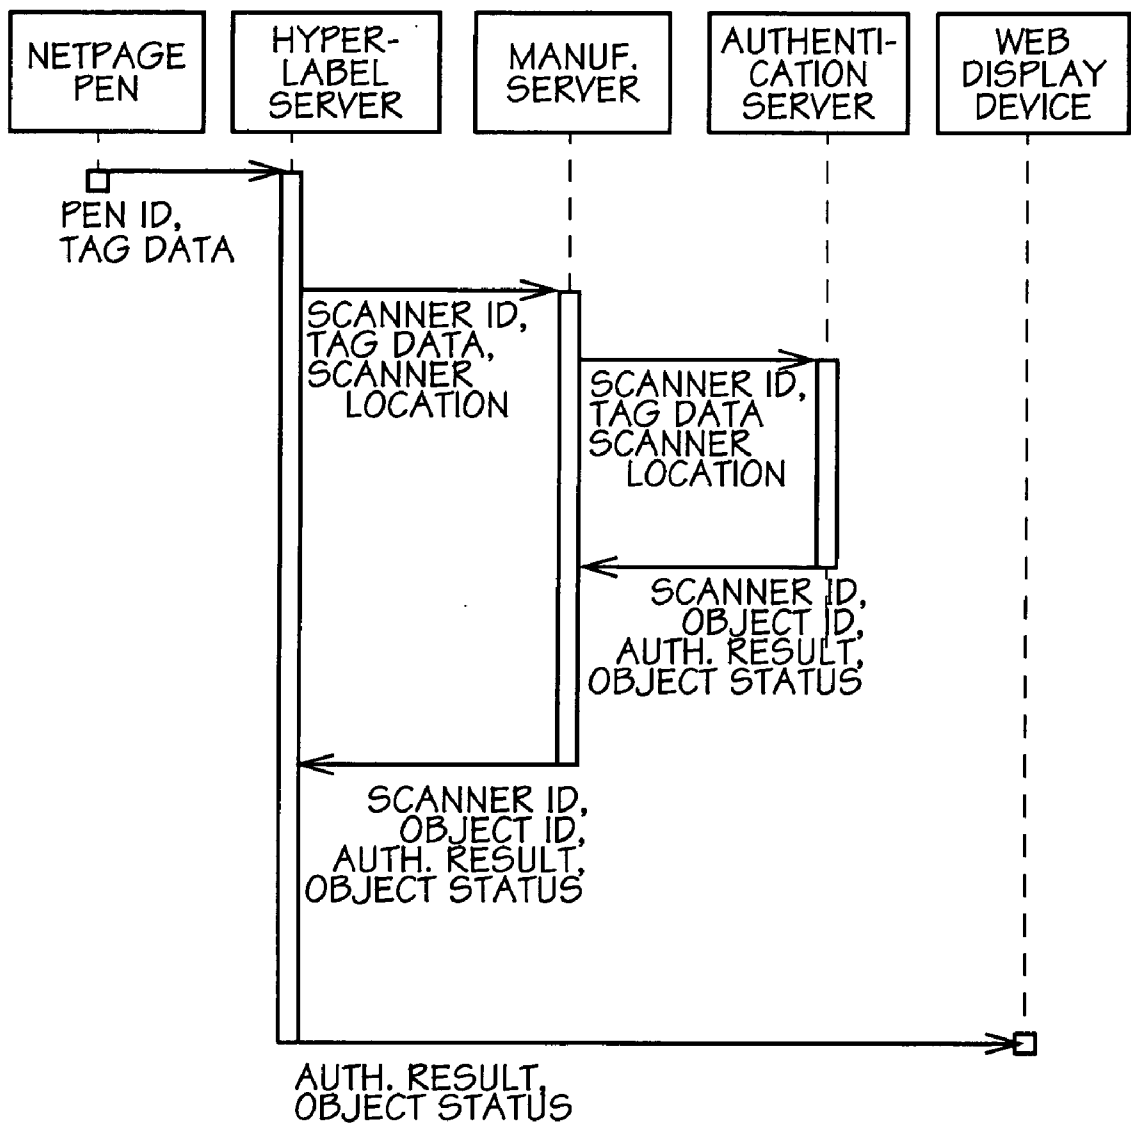 NETPAGE
PEN
HYPER-
LABEL
SERVER
MANUF.
SERVER
AUTHENTI-
CATION
SERVER
WEB
DISPLAY
DEVICE
PEN ID,
TAG DATA
SCANNER ID,
TAG DATA,
SCANNER
LOCATION
SCANNER ID,
TAG DATA
SCANNER
LOCATION
SCANNER ID,
OBJECT ID,
AUTH. RESULT,
OBJECT STATUS
SCANNER ID,
OBJECT ID,
AUTH. RESULT,
OBJECT STATUS
AUTH. RESULT,
OBJECT STATUS